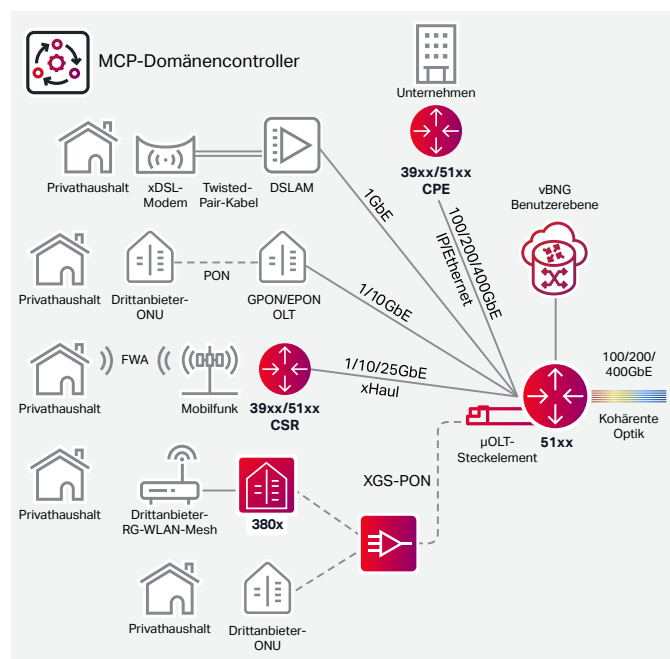 MCP-Domänencontroller
Unternehmen
39xx/51xx
CPE
Privathaushalt
xDSL-
Modem
Twisted-
Pair-Kabel
DSLAM
1GbE
100/200/400GbE
IP/Ethernet
vBNG
Benutzerebene
Privathaushalt
Drittanbieter-
ONU
PON
GPON/EPON
OLT
1/10GbE
Privathaushalt
FWA
Mobilfunk
39xx/51xx
CSR
1/10/25GbE
xHaul
100/200/
400GbE
Kohärente
Optik
µOLT-
Steckelement
51xx
XGS-PON
Privathaushalt
Drittanbieter-
RG-WLAN-Mesh
380x
Privathaushalt
Drittanbieter-
ONU